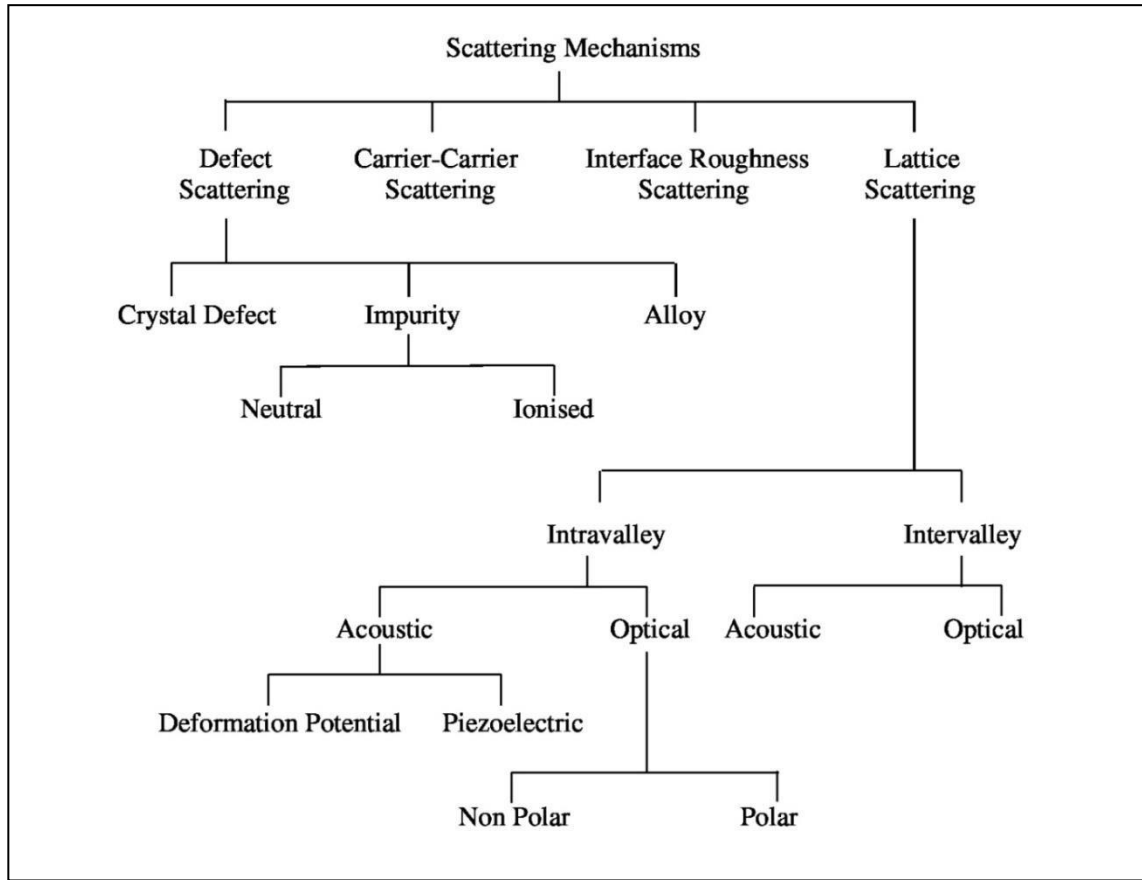 Scattering Mechanisms
Defect
Scattering
Carrier-Carrier
Scattering
Interface Roughness
Scattering
Lattice
Scattering
Crystal Defect
Impurity
Alloy
Neutral
Ionised
Intravalley
Intervalley
Acoustic
Optical
Acoustic
Optical
Deformation Potential
Piezoelectric
Non Polar
Polar